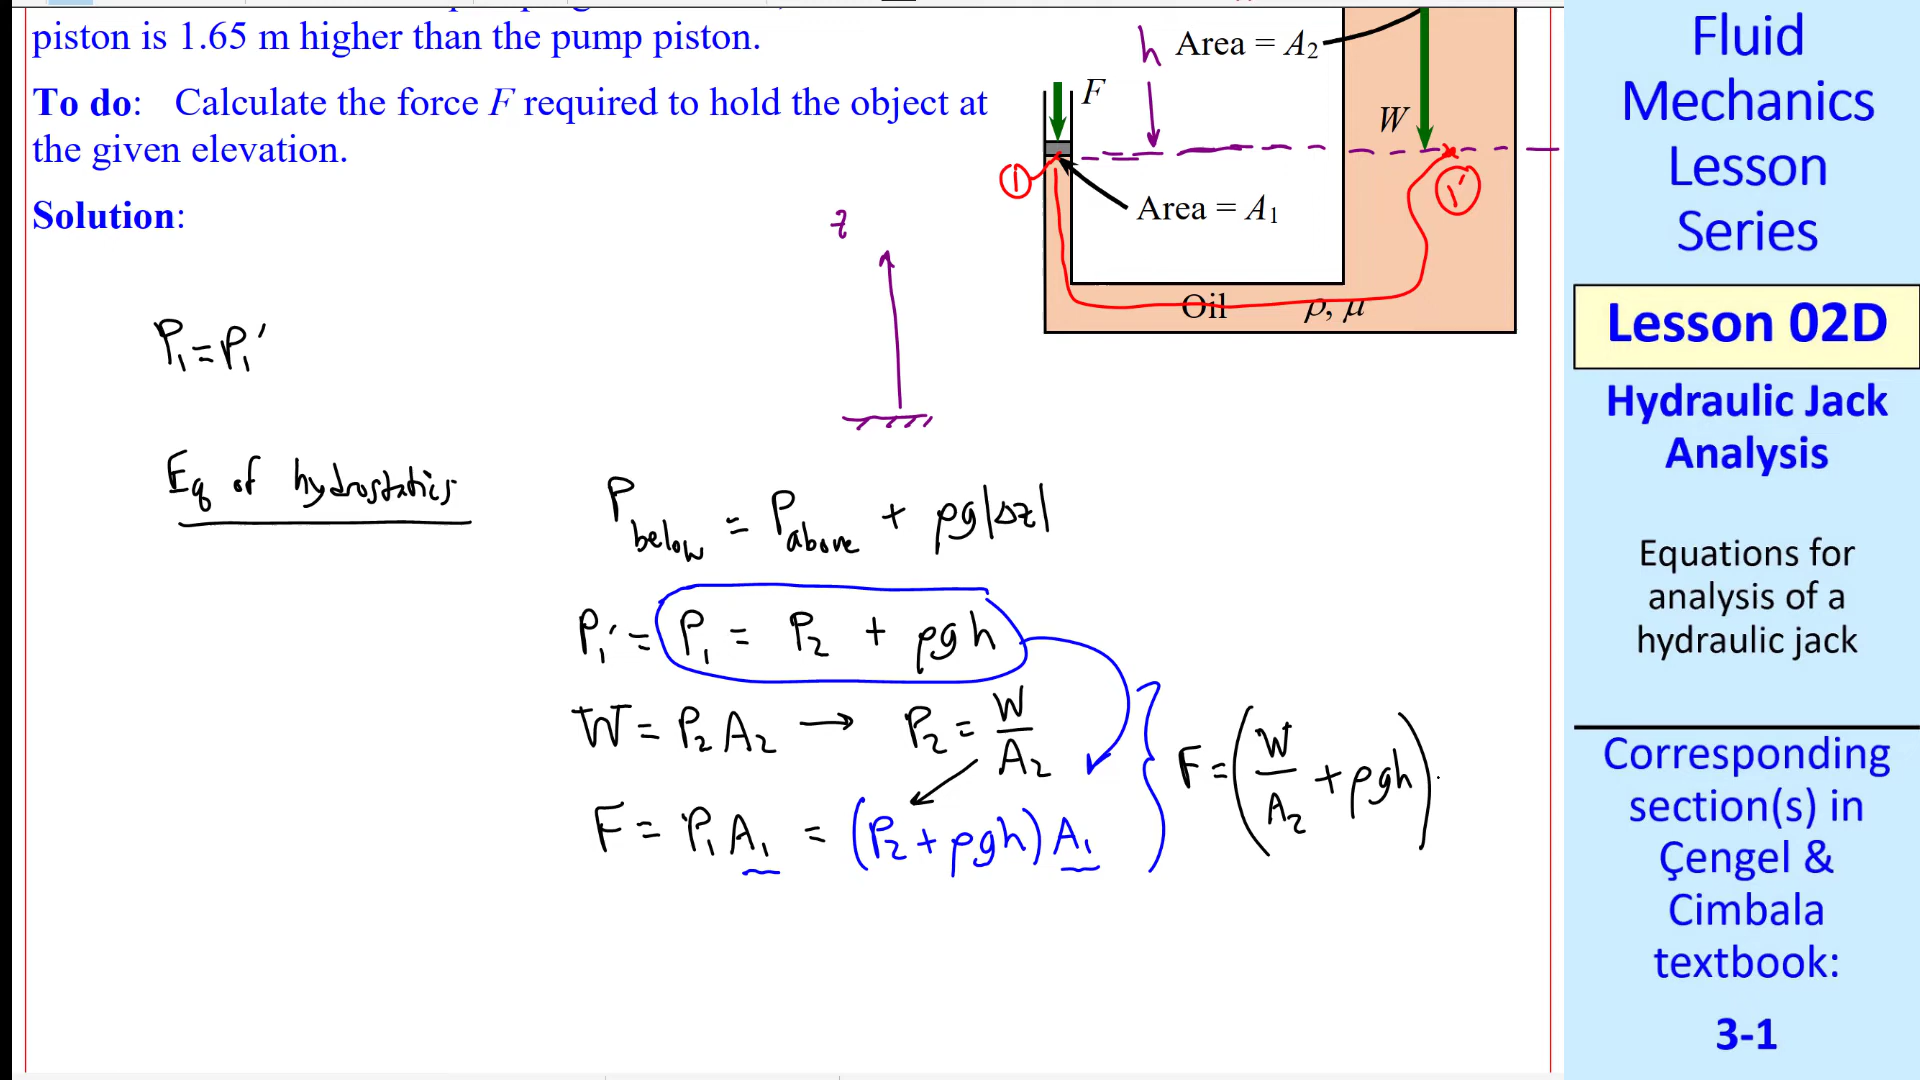 piston is 1.65 m higher than the pump piston.
To do: Calculate the force F required to hold the object at
the given elevation.
Solution:
h
Area = A₂
F
W
①
1'
Area = A₁
Oil ρ, μ
z
P₁ = P₁'
Eq of hydrostatics
P_below = P_above + ρg|Δz|
P₁' = P₁ = P₂ + ρgh
W = P₂A₂ → P₂ = W/A₂
F = P₁A₁ = (P₂ + ρgh)A₁
F = (W/A₂ + ρgh)
Fluid
Mechanics
Lesson
Series
Lesson 02D
Hydraulic Jack
Analysis
Equations for
analysis of a
hydraulic jack
Corresponding
section(s) in
Çengel &
Cimbala
textbook:
3-1